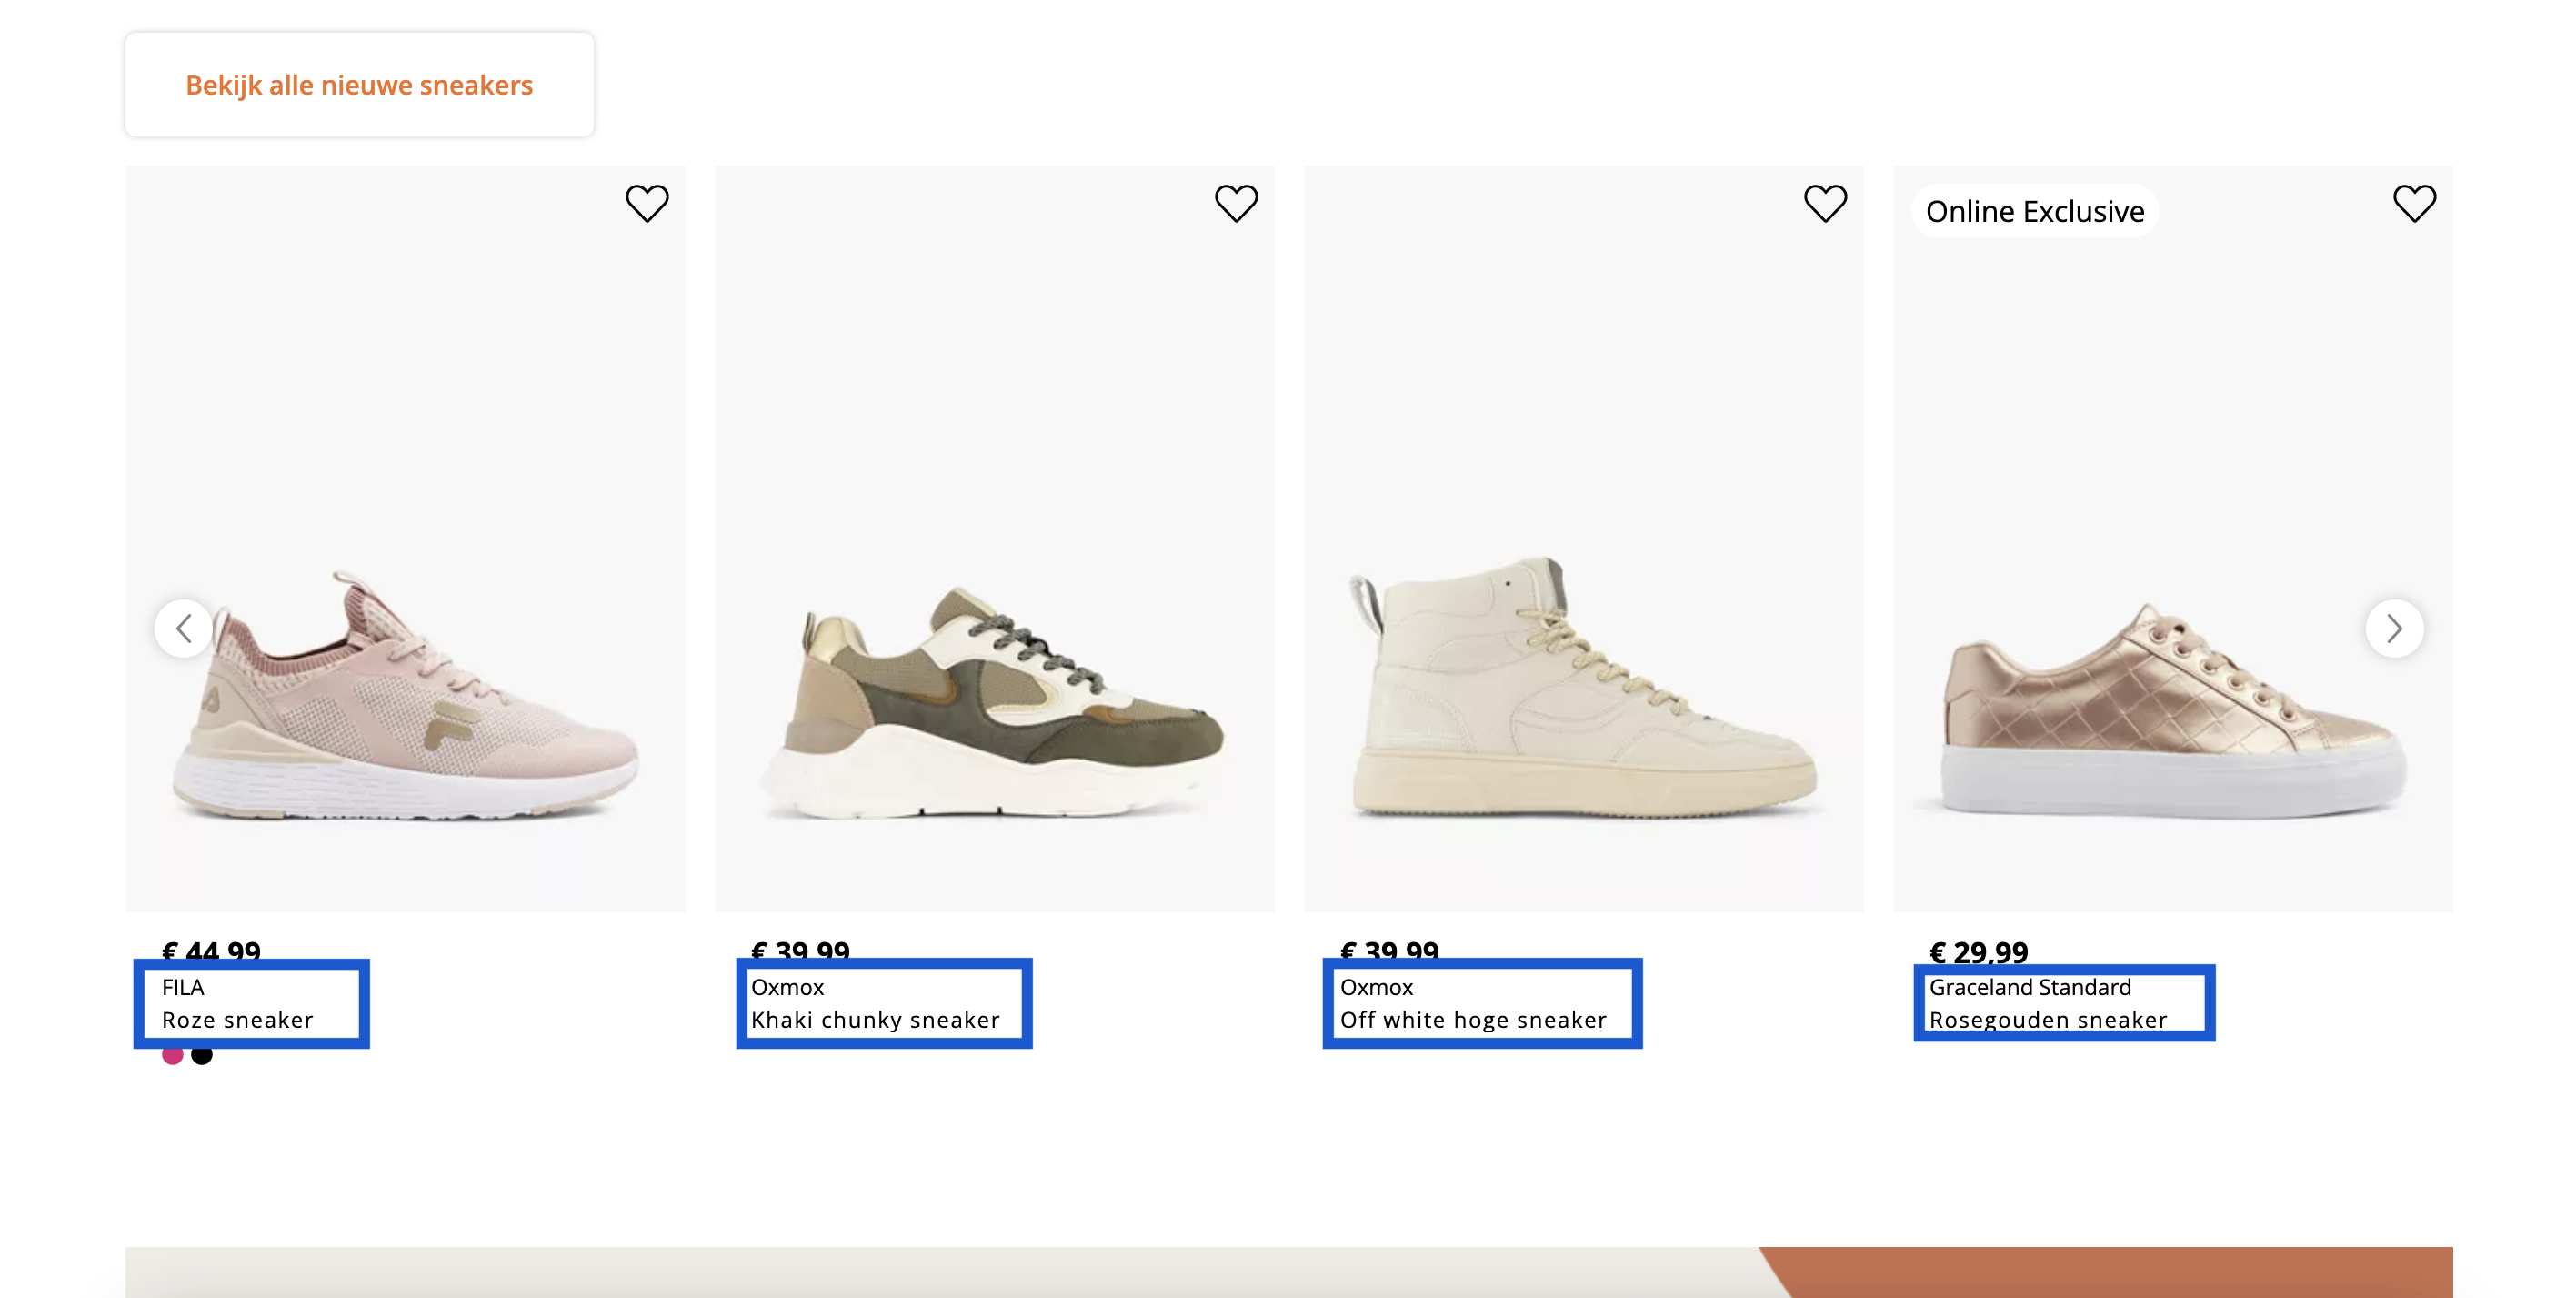 Bekijk alle nieuwe sneakers
Online Exclusive
€ 44,99
FILA
Roze sneaker
€ 39,99
Oxmox
Khaki chunky sneaker
€ 39,99
Oxmox
Off white hoge sneaker
€ 29,99
Graceland Standard
Rosegouden sneaker